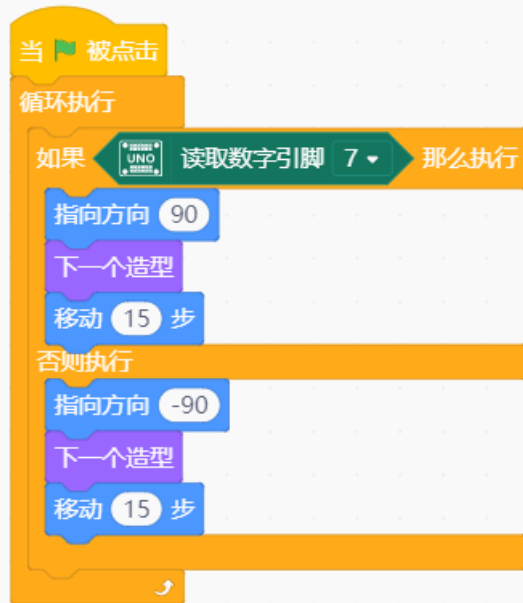 当 被点击
循环执行
如果 UNO 读取数字引脚 7 那么执行
指向方向 90
下一个造型
移动 15 步
否则执行
指向方向 -90
下一个造型
移动 15 步